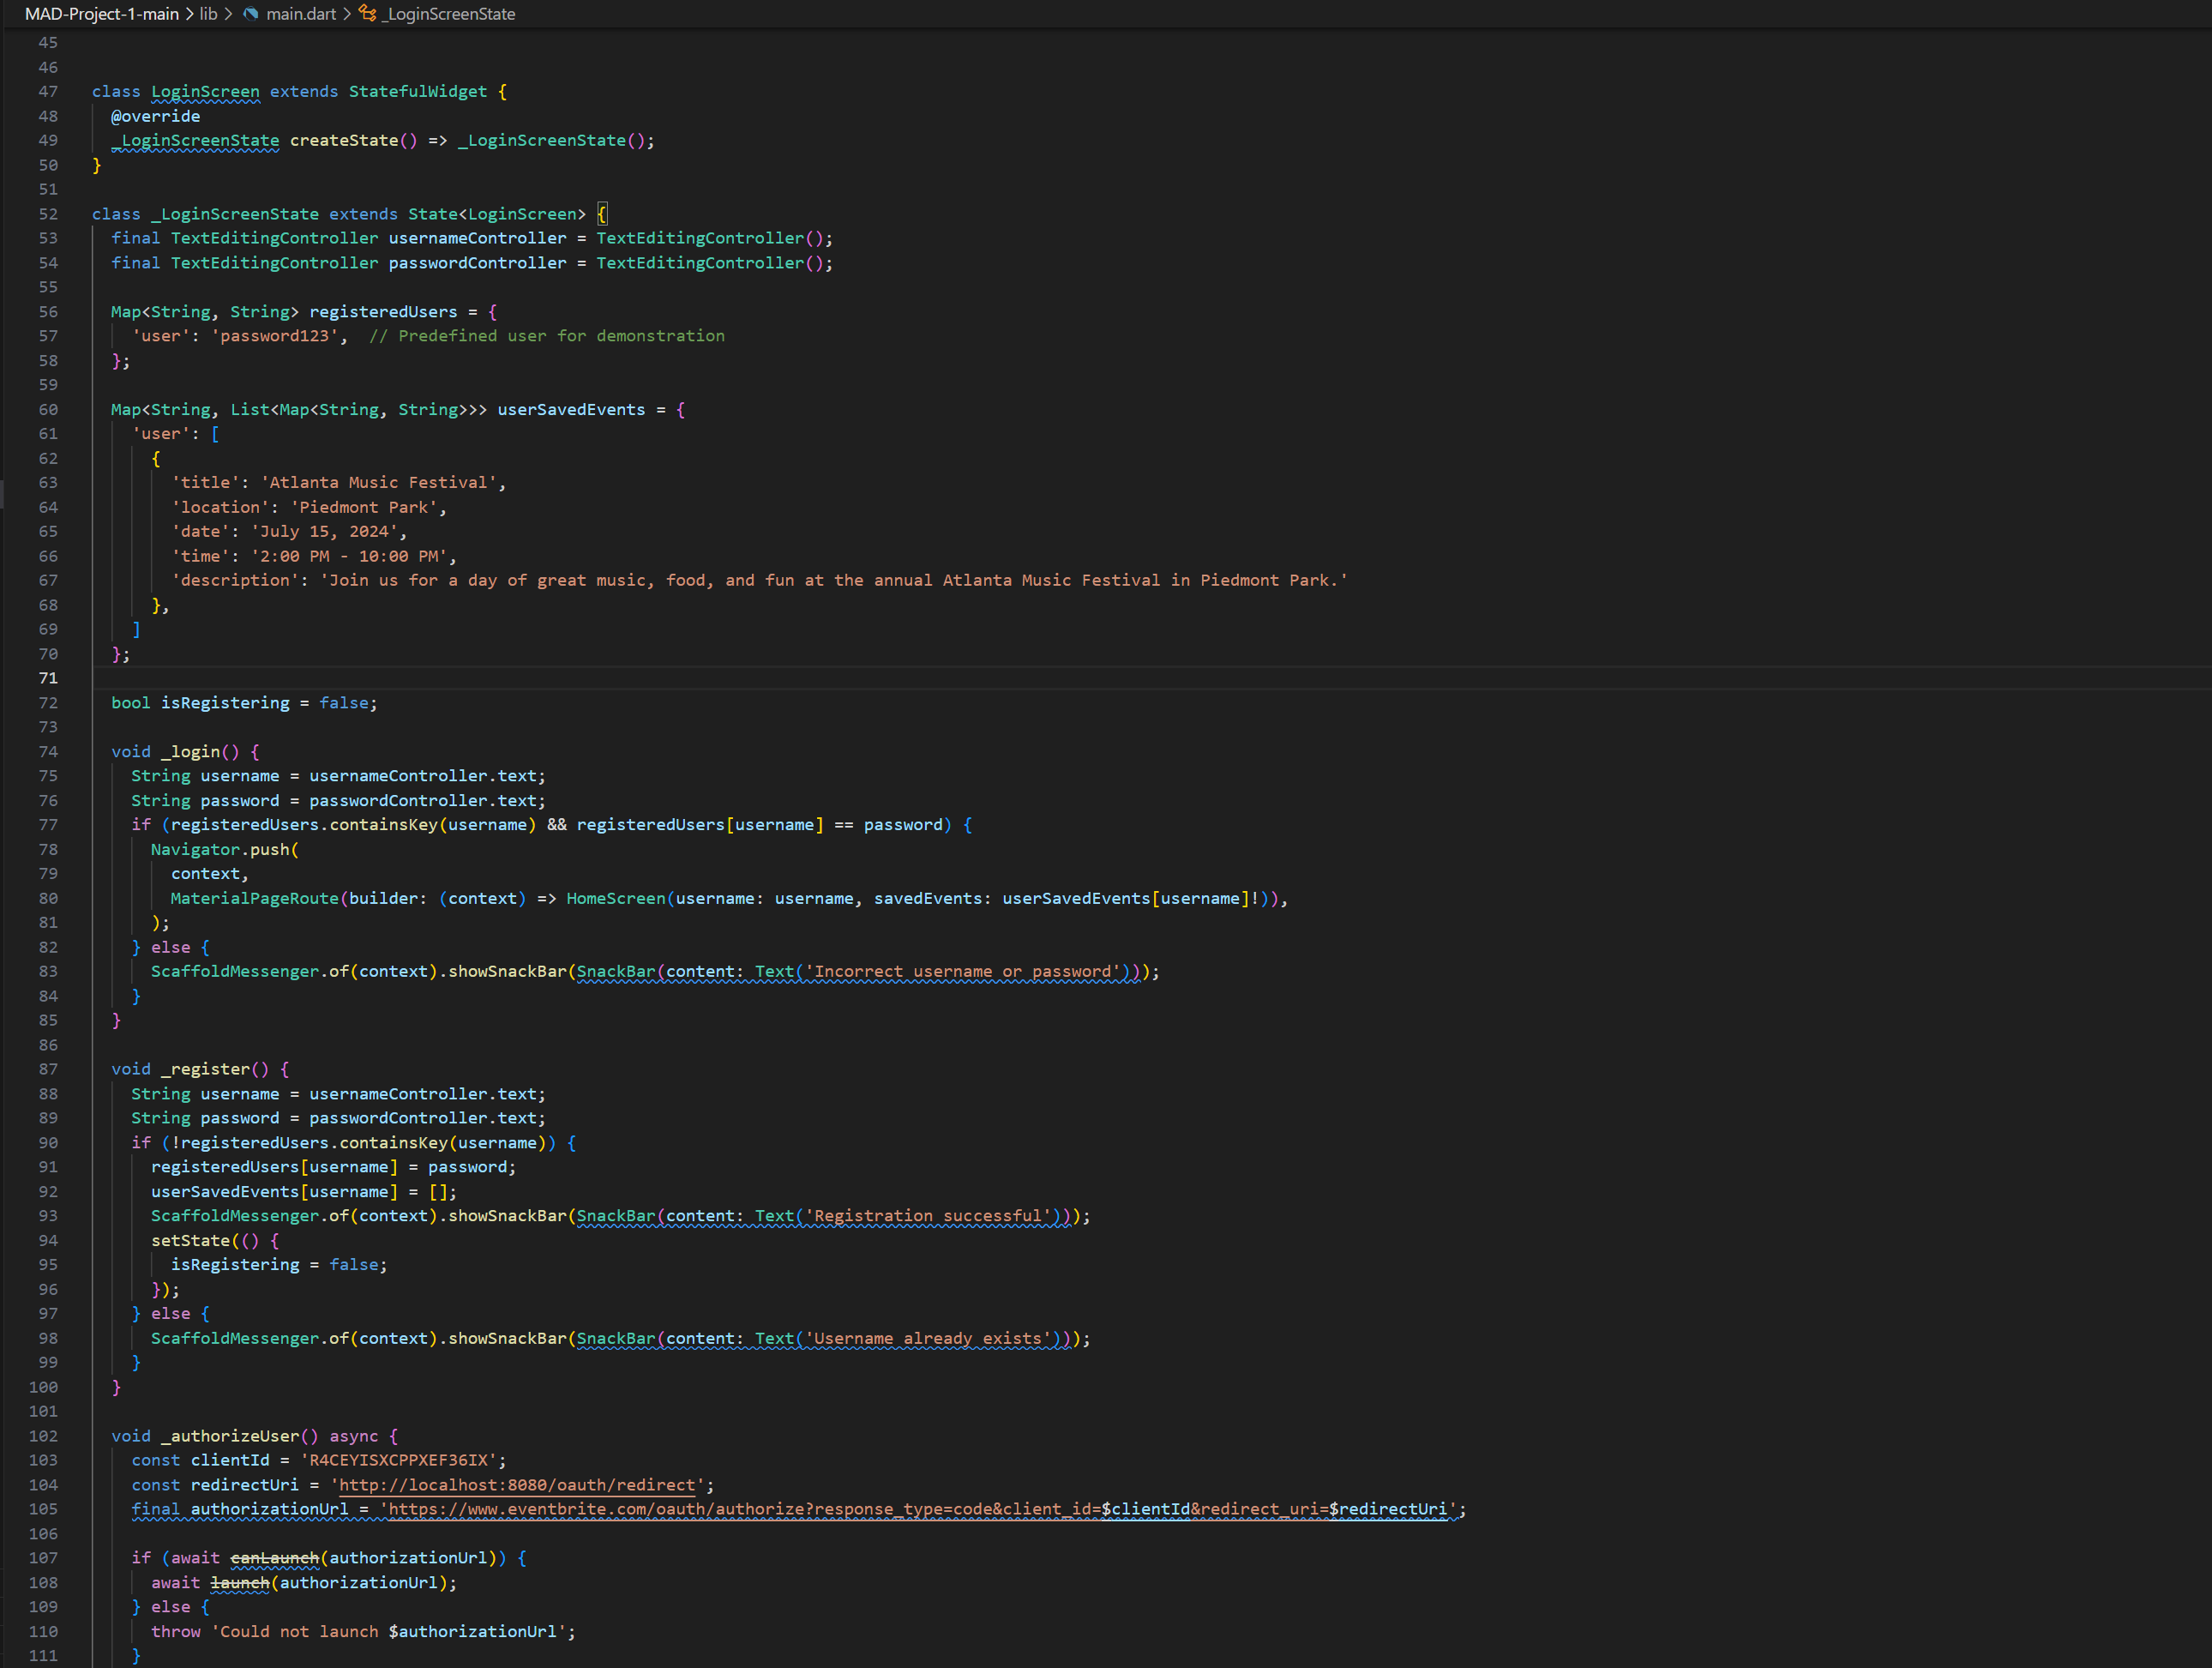 MAD-Project-1-main > lib > main.dart > _LoginScreenState
45
46
47 class LoginScreen extends StatefulWidget {
48   @override
49   _LoginScreenState createState() => _LoginScreenState();
50 }
51
52 class _LoginScreenState extends State<LoginScreen> {
53   final TextEditingController usernameController = TextEditingController();
54   final TextEditingController passwordController = TextEditingController();
55
56   Map<String, String> registeredUsers = {
57     'user': 'password123',  // Predefined user for demonstration
58   };
59
60   Map<String, List<Map<String, String>>> userSavedEvents = {
61     'user': [
62       {
63         'title': 'Atlanta Music Festival',
64         'location': 'Piedmont Park',
65         'date': 'July 15, 2024',
66         'time': '2:00 PM - 10:00 PM',
67         'description': 'Join us for a day of great music, food, and fun at the annual Atlanta Music Festival in Piedmont Park.'
68       },
69     ]
70   };
71
72   bool isRegistering = false;
73
74   void _login() {
75     String username = usernameController.text;
76     String password = passwordController.text;
77     if (registeredUsers.containsKey(username) && registeredUsers[username] == password) {
78       Navigator.push(
79         context,
80         MaterialPageRoute(builder: (context) => HomeScreen(username: username, savedEvents: userSavedEvents[username]!)),
81       );
82     } else {
83       ScaffoldMessenger.of(context).showSnackBar(SnackBar(content: Text('Incorrect username or password')));
84     }
85   }
86
87   void _register() {
88     String username = usernameController.text;
89     String password = passwordController.text;
90     if (!registeredUsers.containsKey(username)) {
91       registeredUsers[username] = password;
92       userSavedEvents[username] = [];
93       ScaffoldMessenger.of(context).showSnackBar(SnackBar(content: Text('Registration successful')));
94       setState(() {
95         isRegistering = false;
96       });
97     } else {
98       ScaffoldMessenger.of(context).showSnackBar(SnackBar(content: Text('Username already exists')));
99     }
100   }
101
102   void _authorizeUser() async {
103     const clientId = 'R4CEYISXCPPXEF36IX';
104     const redirectUri = 'http://localhost:8080/oauth/redirect';
105     final authorizationUrl = 'https://www.eventbrite.com/oauth/authorize?response_type=code&client_id=$clientId&redirect_uri=$redirectUri';
106
107     if (await canLaunch(authorizationUrl)) {
108       await launch(authorizationUrl);
109     } else {
110       throw 'Could not launch $authorizationUrl';
111     }